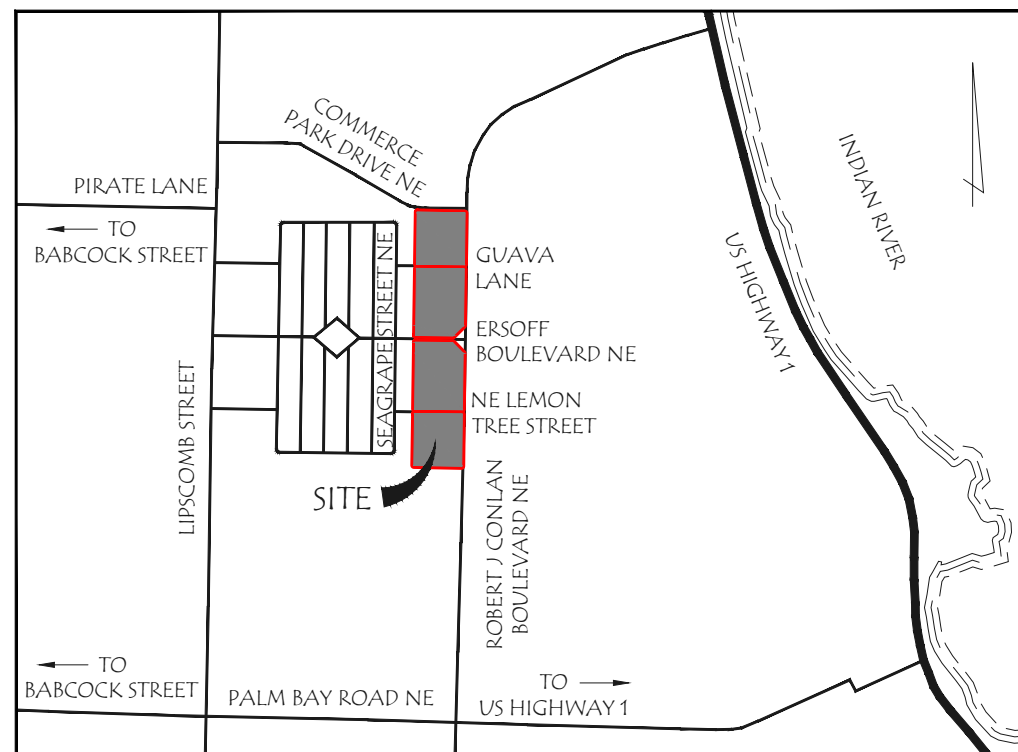 COMMERCE
PARK DRIVE NE
PIRATE LANE
TO
BABCOCK STREET
SEAGRAPE STREET NE
GUAVA
LANE
ERSOFF
BOULEVARD NE
NE LEMON
TREE STREET
INDIAN RIVER
US HIGHWAY 1
LIPSCOMB STREET
SITE
ROBERT J CONLAN
BOULEVARD NE
TO
BABCOCK STREET
PALM BAY ROAD NE
TO
US HIGHWAY 1